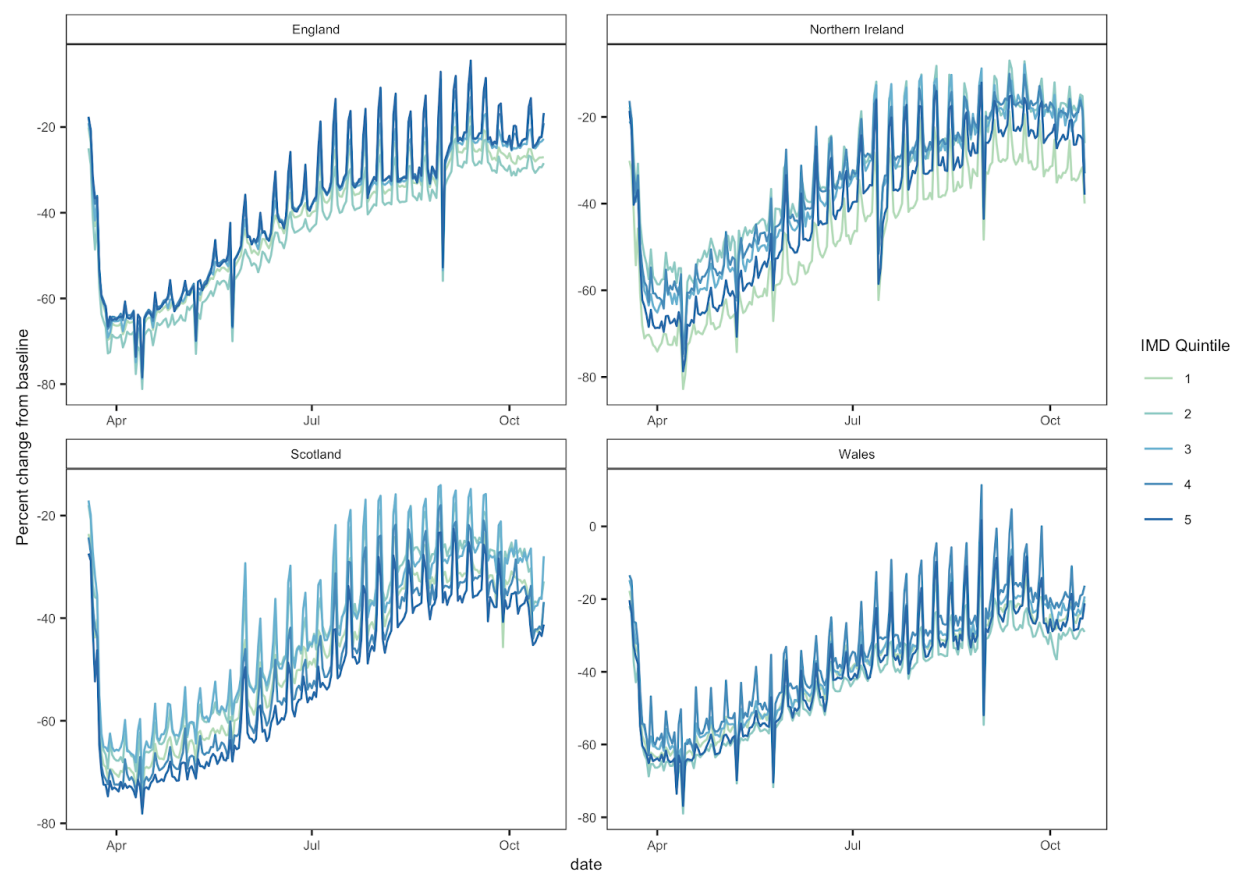 England
Northern Ireland
-20
-40
-60
-80
-20
-40
-60
-80
Apr
Jul
Oct
Apr
Jul
Oct
Percent change from baseline
Scotland
Wales
-20
-40
-60
-80
0
-20
-40
-60
-80
Apr
Jul
Oct
Apr
Jul
Oct
date
IMD Quintile
1
2
3
4
5